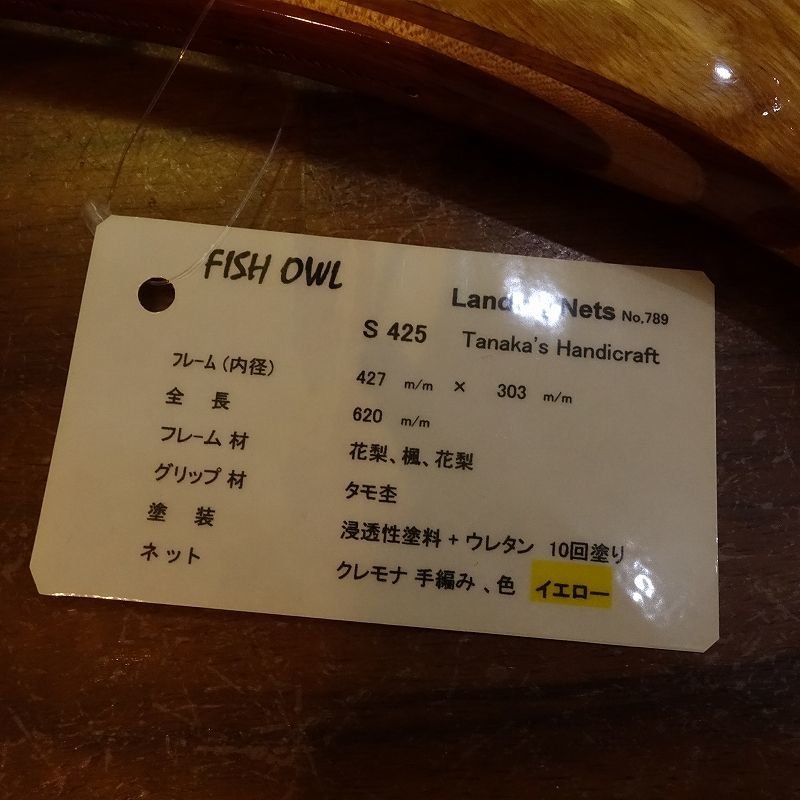 FISH OWL
Landing Nets No.789
S 425 Tanaka's Handicraft
フレーム(内径) 427 m/m × 303 m/m
全 長 620 m/m
フレーム 材 花梨、楓、花梨
グリップ 材 タモ杢
塗 装 浸透性塗料 + ウレタン 10回塗り
ネット クレモナ 手編み 、色 イエロー